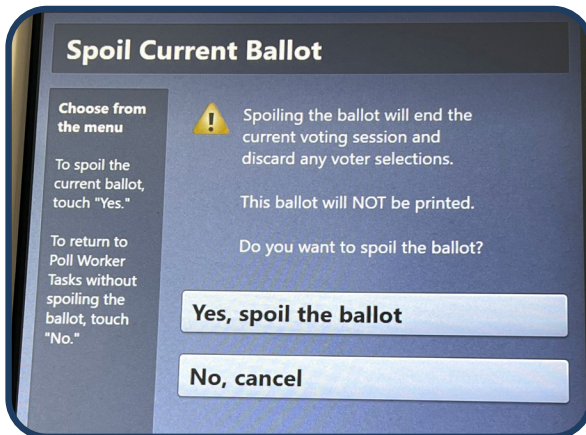 Spoil Current Ballot
Choose from
the menu
To spoil the
current ballot,
touch "Yes."
To return to
Poll Worker
Tasks without
spoiling the
ballot, touch
"No."
Spoiling the ballot will end the
current voting session and
discard any voter selections.
This ballot will NOT be printed.
Do you want to spoil the ballot?
Yes, spoil the ballot
No, cancel